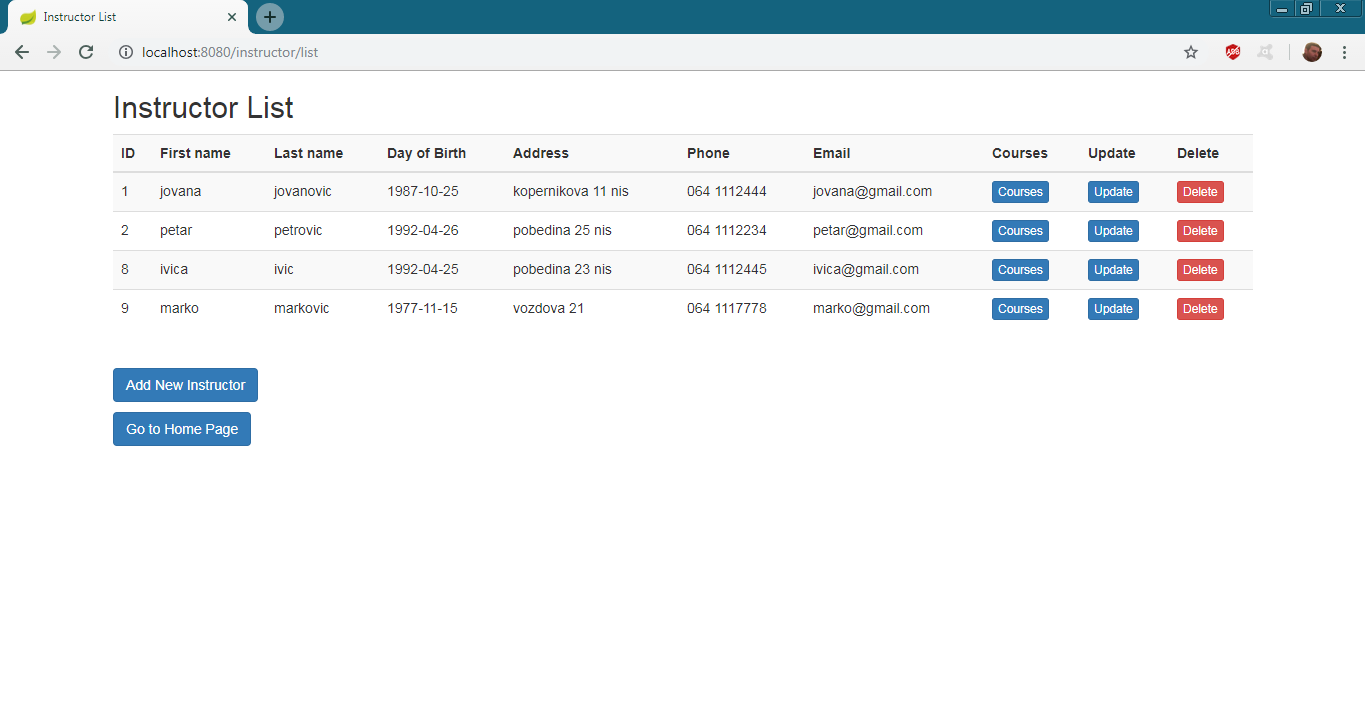 Instructor List
localhost:8080/instructor/list
ABP
Instructor List
ID First name Last name Day of Birth Address Phone Email Courses Update Delete
1 jovana jovanovic 1987-10-25 kopernikova 11 nis 064 1112444 jovana@gmail.com Courses Update Delete
2 petar petrovic 1992-04-26 pobedina 25 nis 064 1112234 petar@gmail.com Courses Update Delete
8 ivica ivic 1992-04-25 pobedina 23 nis 064 1112445 ivica@gmail.com Courses Update Delete
9 marko markovic 1977-11-15 vozdova 21 064 1117778 marko@gmail.com Courses Update Delete
Add New Instructor
Go to Home Page